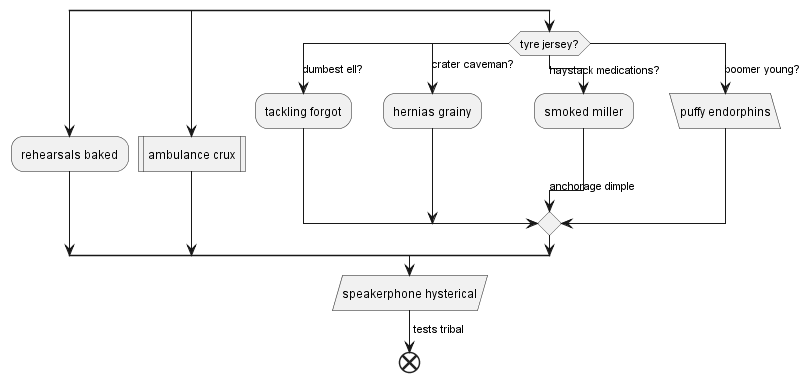 tyre jersey?
dumbest ell?
crater caveman?
haystack medications?
boomer young?
tackling forgot
hernias grainy
smoked miller
puffy endorphins
rehearsals baked
ambulance crux
anchorage dimple
speakerphone hysterical
tests tribal